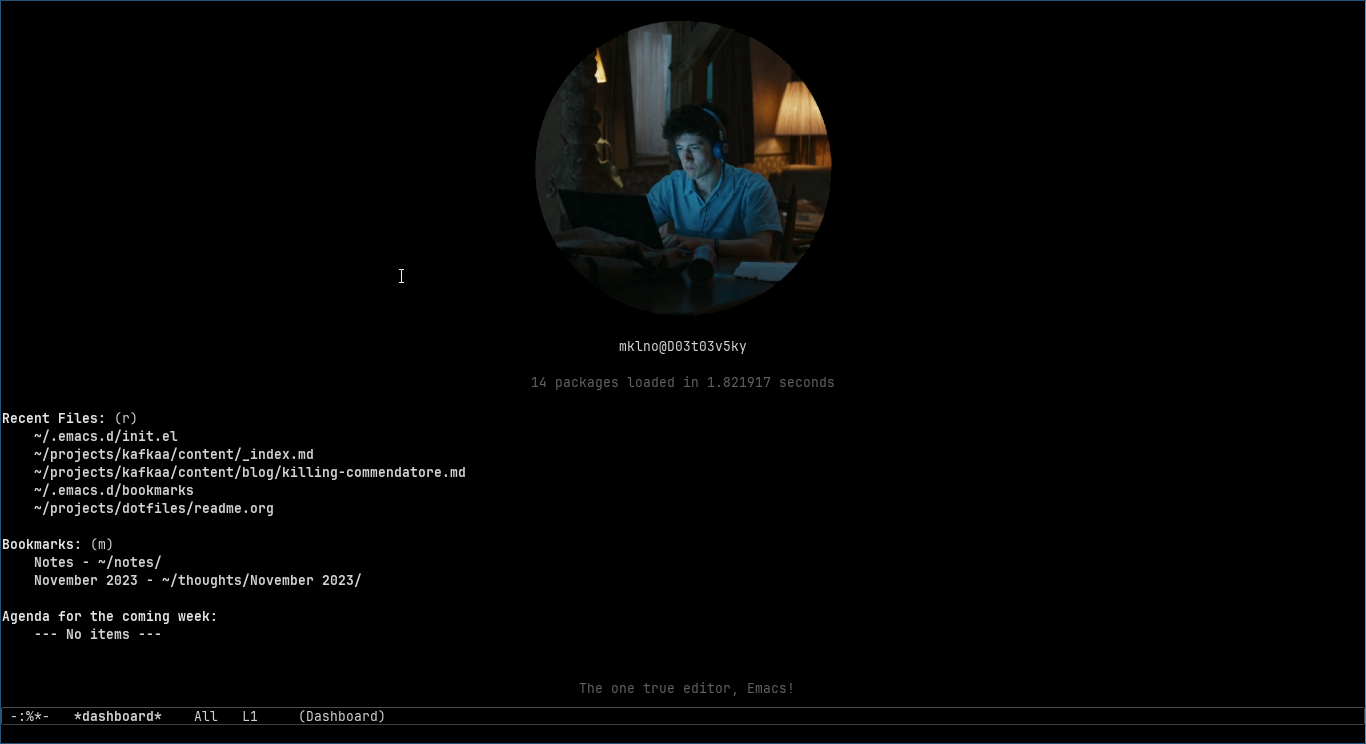 mklno@D03t03v5ky
14 packages loaded in 1.821917 seconds
Recent Files: (r)
~/.emacs.d/init.el
~/projects/kafkaa/content/_index.md
~/projects/kafkaa/content/blog/killing-commendatore.md
~/.emacs.d/bookmarks
~/projects/dotfiles/readme.org
Bookmarks: (m)
Notes - ~/notes/
November 2023 - ~/thoughts/November 2023/
Agenda for the coming week:
--- No items ---
The one true editor, Emacs!
-:%*-   *dashboard*    All   L1     (Dashboard)